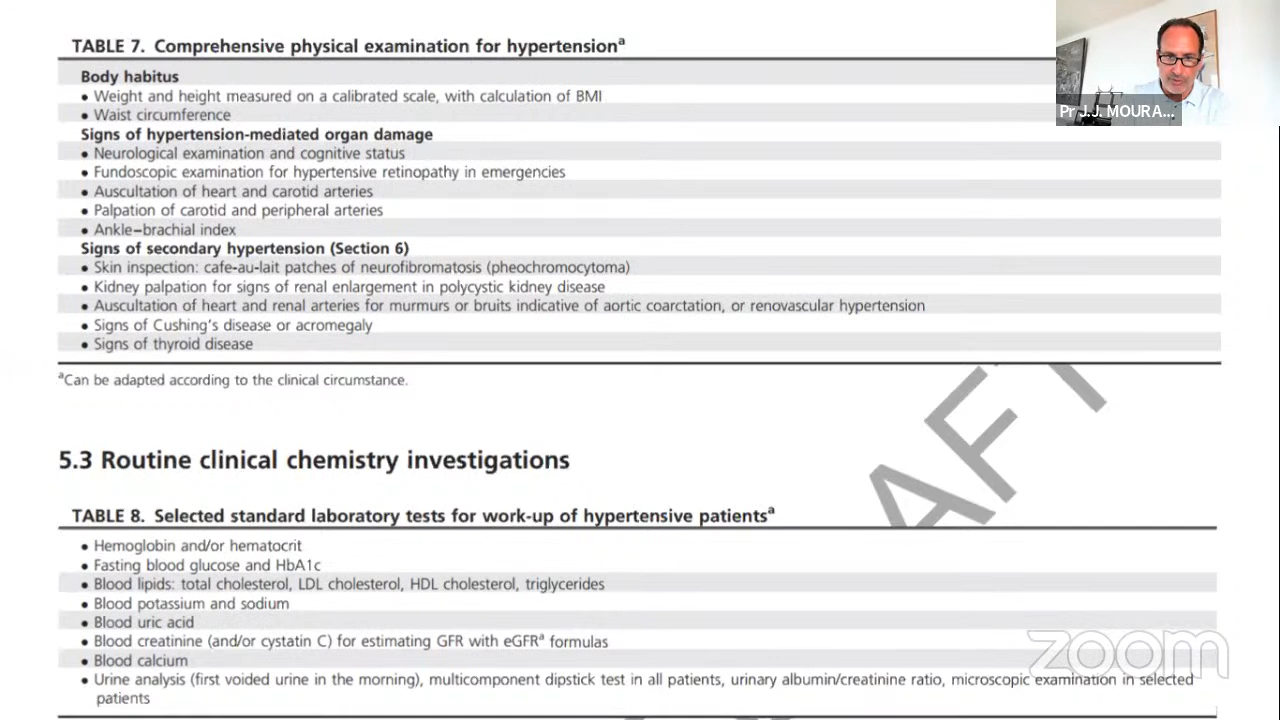 TABLE 7. Comprehensive physical examination for hypertensionᵃ
Body habitus
• Weight and height measured on a calibrated scale, with calculation of BMI
• Waist circumference
Signs of hypertension-mediated organ damage
• Neurological examination and cognitive status
• Fundoscopic examination for hypertensive retinopathy in emergencies
• Auscultation of heart and carotid arteries
• Palpation of carotid and peripheral arteries
• Ankle–brachial index
Signs of secondary hypertension (Section 6)
• Skin inspection: cafe-au-lait patches of neurofibromatosis (pheochromocytoma)
• Kidney palpation for signs of renal enlargement in polycystic kidney disease
• Auscultation of heart and renal arteries for murmurs or bruits indicative of aortic coarctation, or renovascular hypertension
• Signs of Cushing's disease or acromegaly
• Signs of thyroid disease
ᵃCan be adapted according to the clinical circumstance.
5.3 Routine clinical chemistry investigations
TABLE 8. Selected standard laboratory tests for work-up of hypertensive patientsᵃ
• Hemoglobin and/or hematocrit
• Fasting blood glucose and HbA1c
• Blood lipids: total cholesterol, LDL cholesterol, HDL cholesterol, triglycerides
• Blood potassium and sodium
• Blood uric acid
• Blood creatinine (and/or cystatin C) for estimating GFR with eGFRᵃ formulas
• Blood calcium
• Urine analysis (first voided urine in the morning), multicomponent dipstick test in all patients, urinary albumin/creatinine ratio, microscopic examination in selected
patients
Pr J.J. MOURA...
AFT
zoom